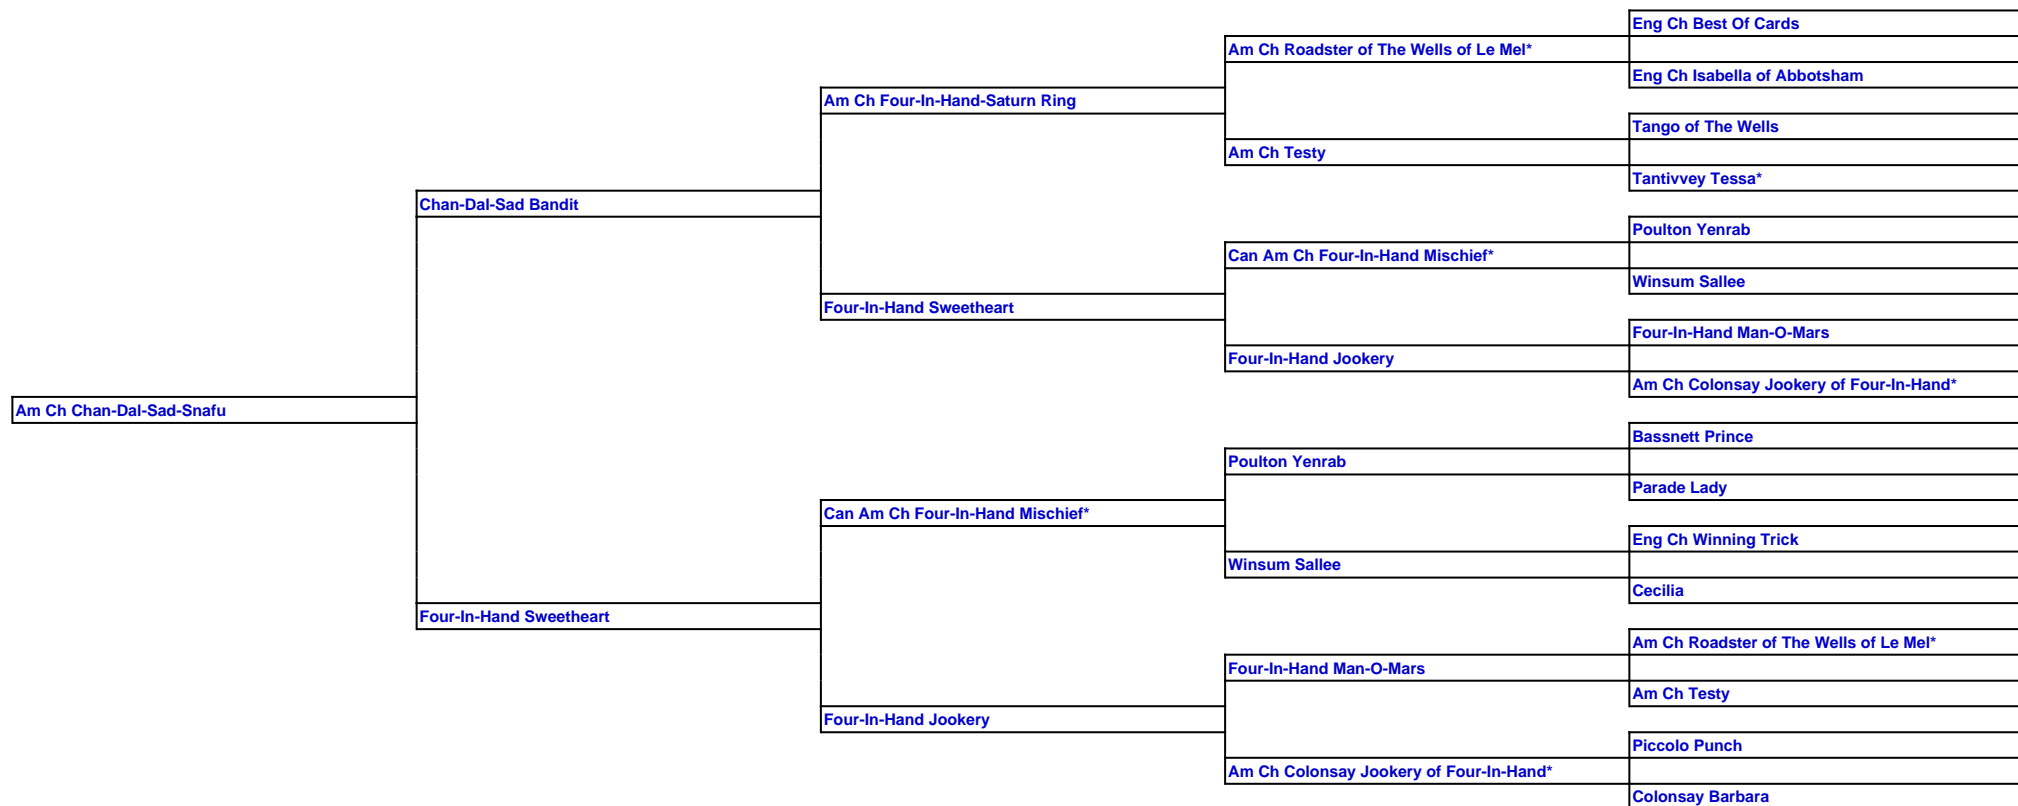 Eng Ch Best Of Cards
Am Ch Roadster of The Wells of Le Mel*
Eng Ch Isabella of Abbotsham
Am Ch Four-In-Hand-Saturn Ring
Tango of The Wells
Am Ch Testy
Tantivvey Tessa*
Chan-Dal-Sad Bandit
Poulton Yenrab
Can Am Ch Four-In-Hand Mischief*
Winsum Sallee
Four-In-Hand Sweetheart
Four-In-Hand Man-O-Mars
Four-In-Hand Jookery
Am Ch Colonsay Jookery of Four-In-Hand*
Am Ch Chan-Dal-Sad-Snafu
Bassnett Prince
Poulton Yenrab
Parade Lady
Can Am Ch Four-In-Hand Mischief*
Eng Ch Winning Trick
Winsum Sallee
Cecilia
Four-In-Hand Sweetheart
Am Ch Roadster of The Wells of Le Mel*
Four-In-Hand Man-O-Mars
Am Ch Testy
Four-In-Hand Jookery
Piccolo Punch
Am Ch Colonsay Jookery of Four-In-Hand*
Colonsay Barbara